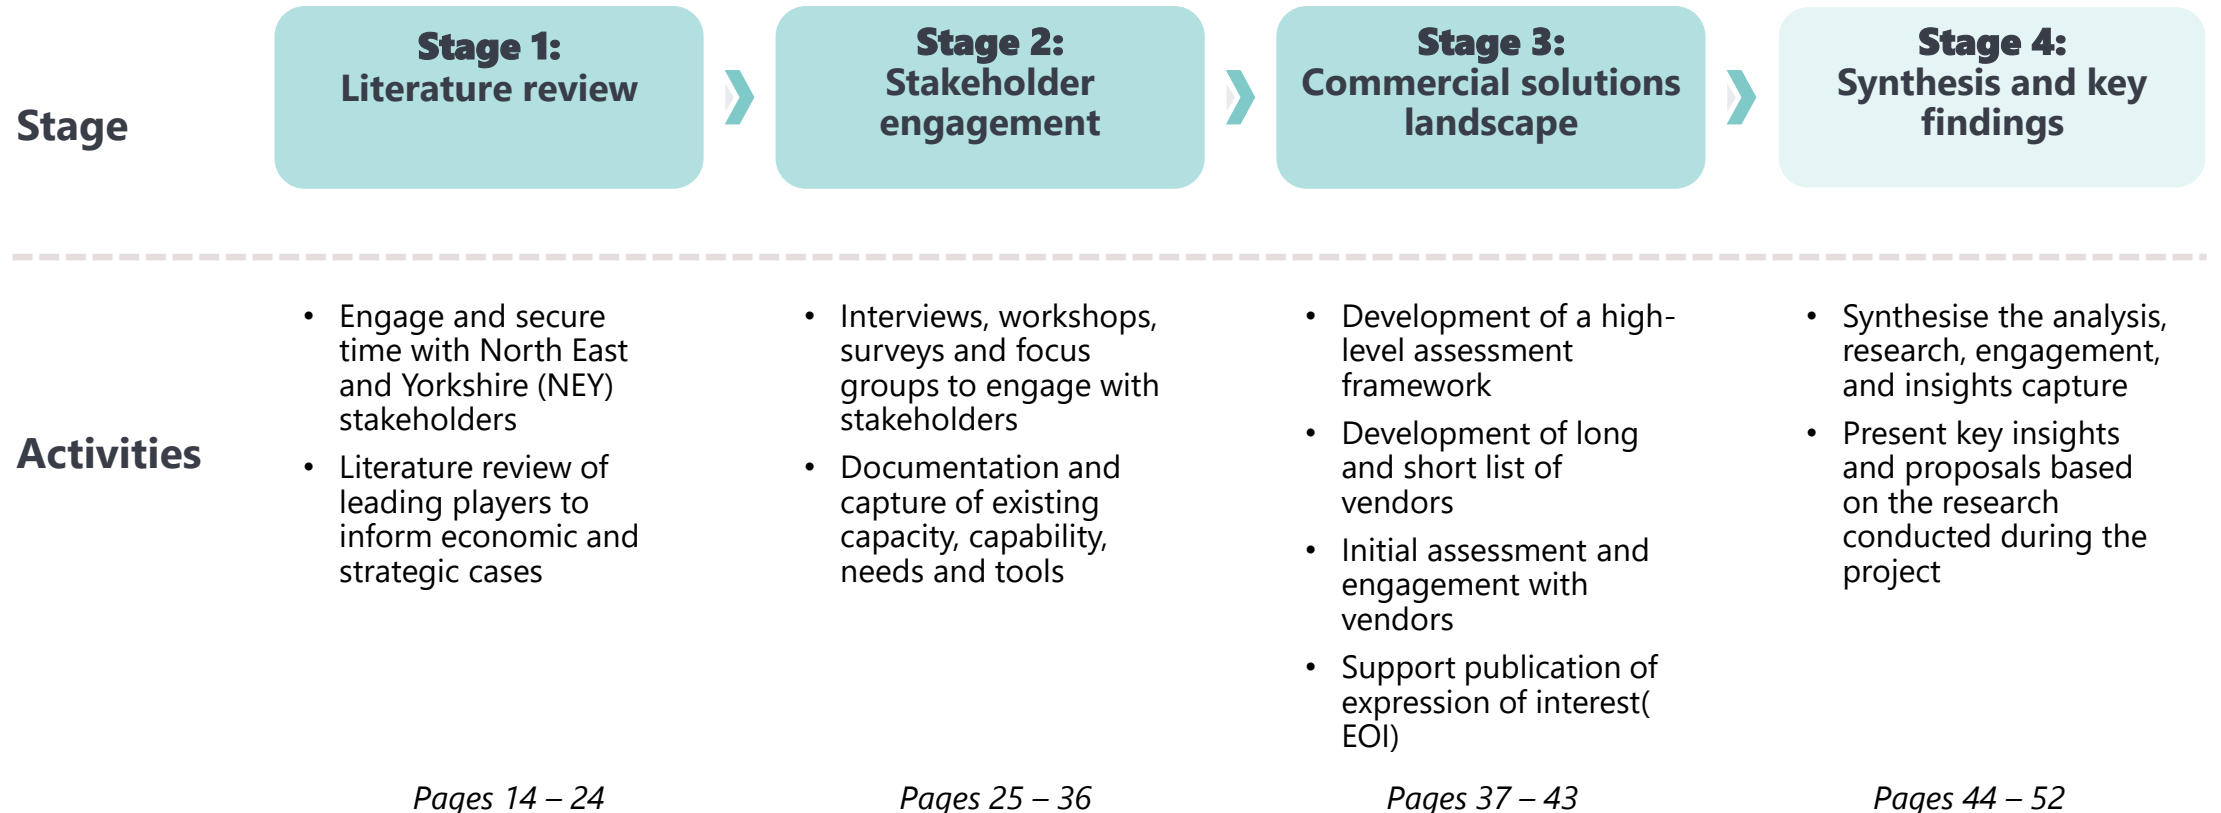 Stage
Stage 1:
Literature review
Stage 2:
Stakeholder
engagement
Stage 3:
Commercial solutions
landscape
Stage 4:
Synthesis and key
findings
Activities
• Engage and secure
time with North East
and Yorkshire (NEY)
stakeholders
• Literature review of
leading players to
inform economic and
strategic cases
Pages 14 – 24
• Interviews, workshops,
surveys and focus
groups to engage with
stakeholders
• Documentation and
capture of existing
capacity, capability,
needs and tools
Pages 25 – 36
• Development of a high-
level assessment
framework
• Development of long
and short list of
vendors
• Initial assessment and
engagement with
vendors
• Support publication of
expression of interest(
EOI)
Pages 37 – 43
• Synthesise the analysis,
research, engagement,
and insights capture
• Present key insights
and proposals based
on the research
conducted during the
project
Pages 44 – 52